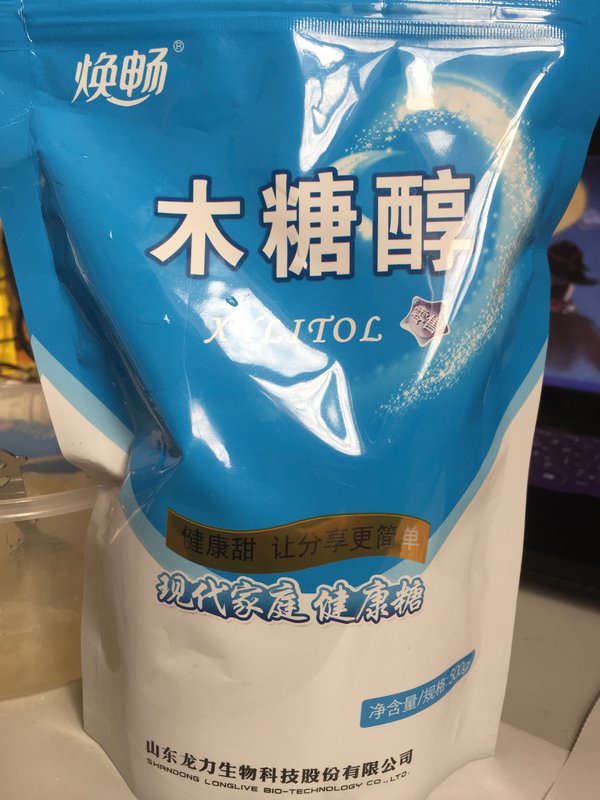 焕畅®
木糖醇
XYLITOL
健康甜 让分享更简单
现代家庭 健康糖
净含量/规格:500g
山东龙力生物科技股份有限公司
SHANDONG LONGLIVE BIO-TECHNOLOGY CO.,LTD.